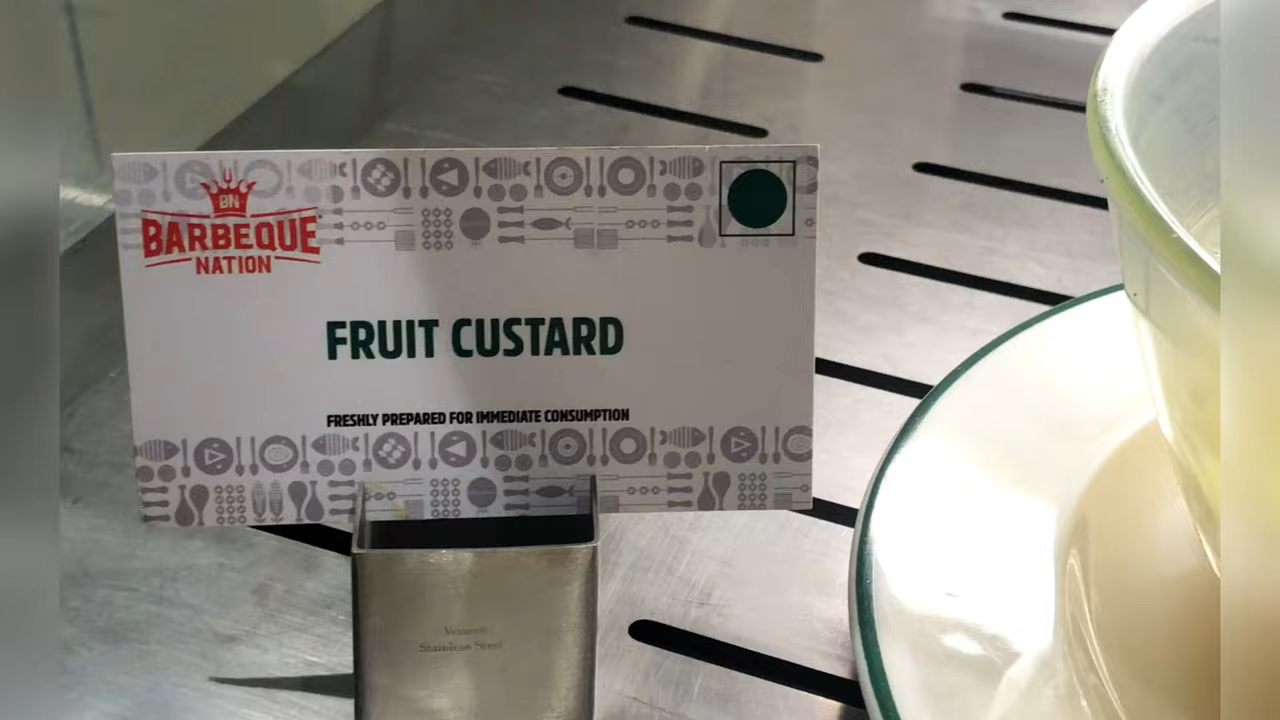 BN
BARBEQUE
NATION
FRUIT CUSTARD
FRESHLY PREPARED FOR IMMEDIATE CONSUMPTION
Stainless Steel